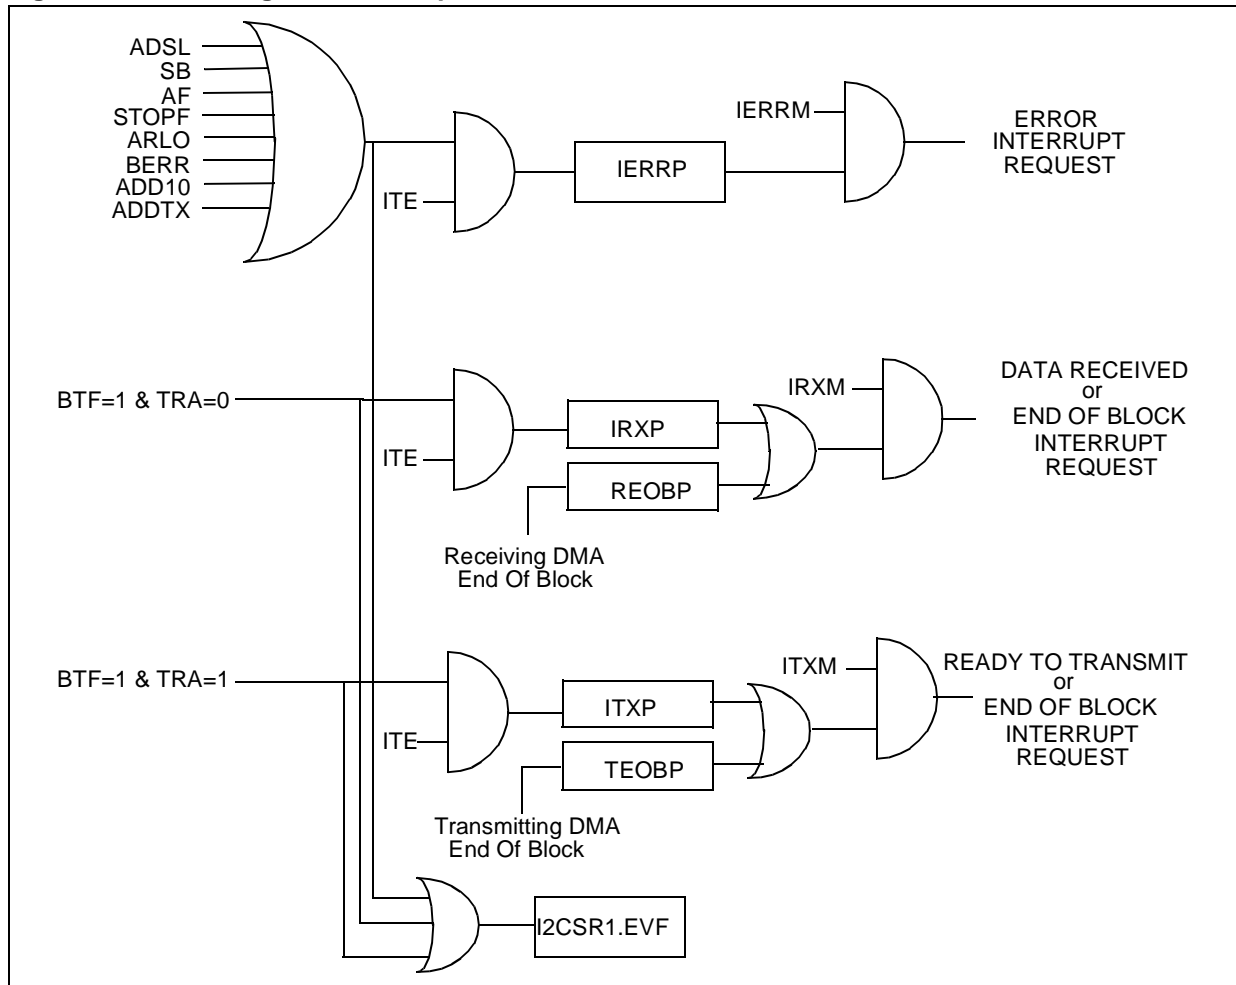 ADSL
SB
AF
STOPF
ARLO
BERR
ADD10
ADDTX
ITE
IERRP
IERRM
ERROR
INTERRUPT
REQUEST
BTF=1 & TRA=0
ITE
IRXP
REOBP
Receiving DMA
End Of Block
IRXM
DATA RECEIVED
or
END OF BLOCK
INTERRUPT
REQUEST
BTF=1 & TRA=1
ITE
ITXP
TEOBP
Transmitting DMA
End Of Block
ITXM
READY TO TRANSMIT
or
END OF BLOCK
INTERRUPT
REQUEST
I2CSR1.EVF